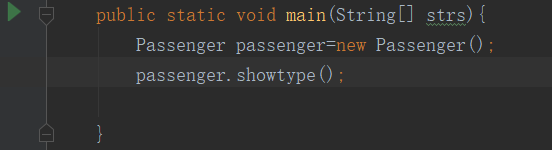 public static void main(String[] strs){
Passenger passenger=new Passenger();
passenger.showtype();
}